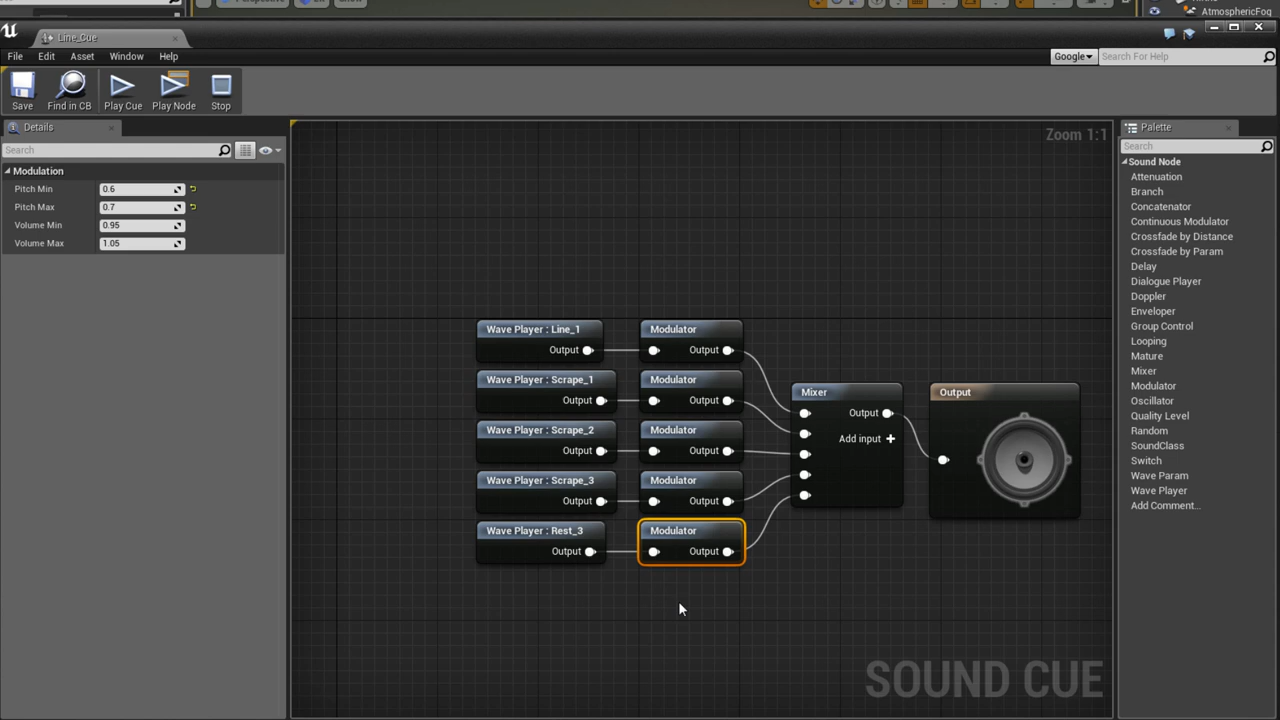 AtmosphericFog
Line_Cue
File Edit Asset Window Help
Google Search For Help
Save Find in CB Play Cue Play Node Stop
Details
Search
Modulation
Pitch Min 0.6
Pitch Max 0.7
Volume Min 0.95
Volume Max 1.05
Zoom 1:1
Wave Player : Line_1
Output
Modulator
Output
Wave Player : Scrape_1
Output
Modulator
Output
Wave Player : Scrape_2
Output
Modulator
Output
Wave Player : Scrape_3
Output
Modulator
Output
Wave Player : Rest_3
Output
Modulator
Output
Mixer
Output
Add input
Output
SOUND CUE
Palette
Search
Sound Node
Attenuation
Branch
Concatenator
Continuous Modulator
Crossfade by Distance
Crossfade by Param
Delay
Dialogue Player
Doppler
Enveloper
Group Control
Looping
Mature
Mixer
Modulator
Oscillator
Quality Level
Random
SoundClass
Switch
Wave Param
Wave Player
Add Comment...